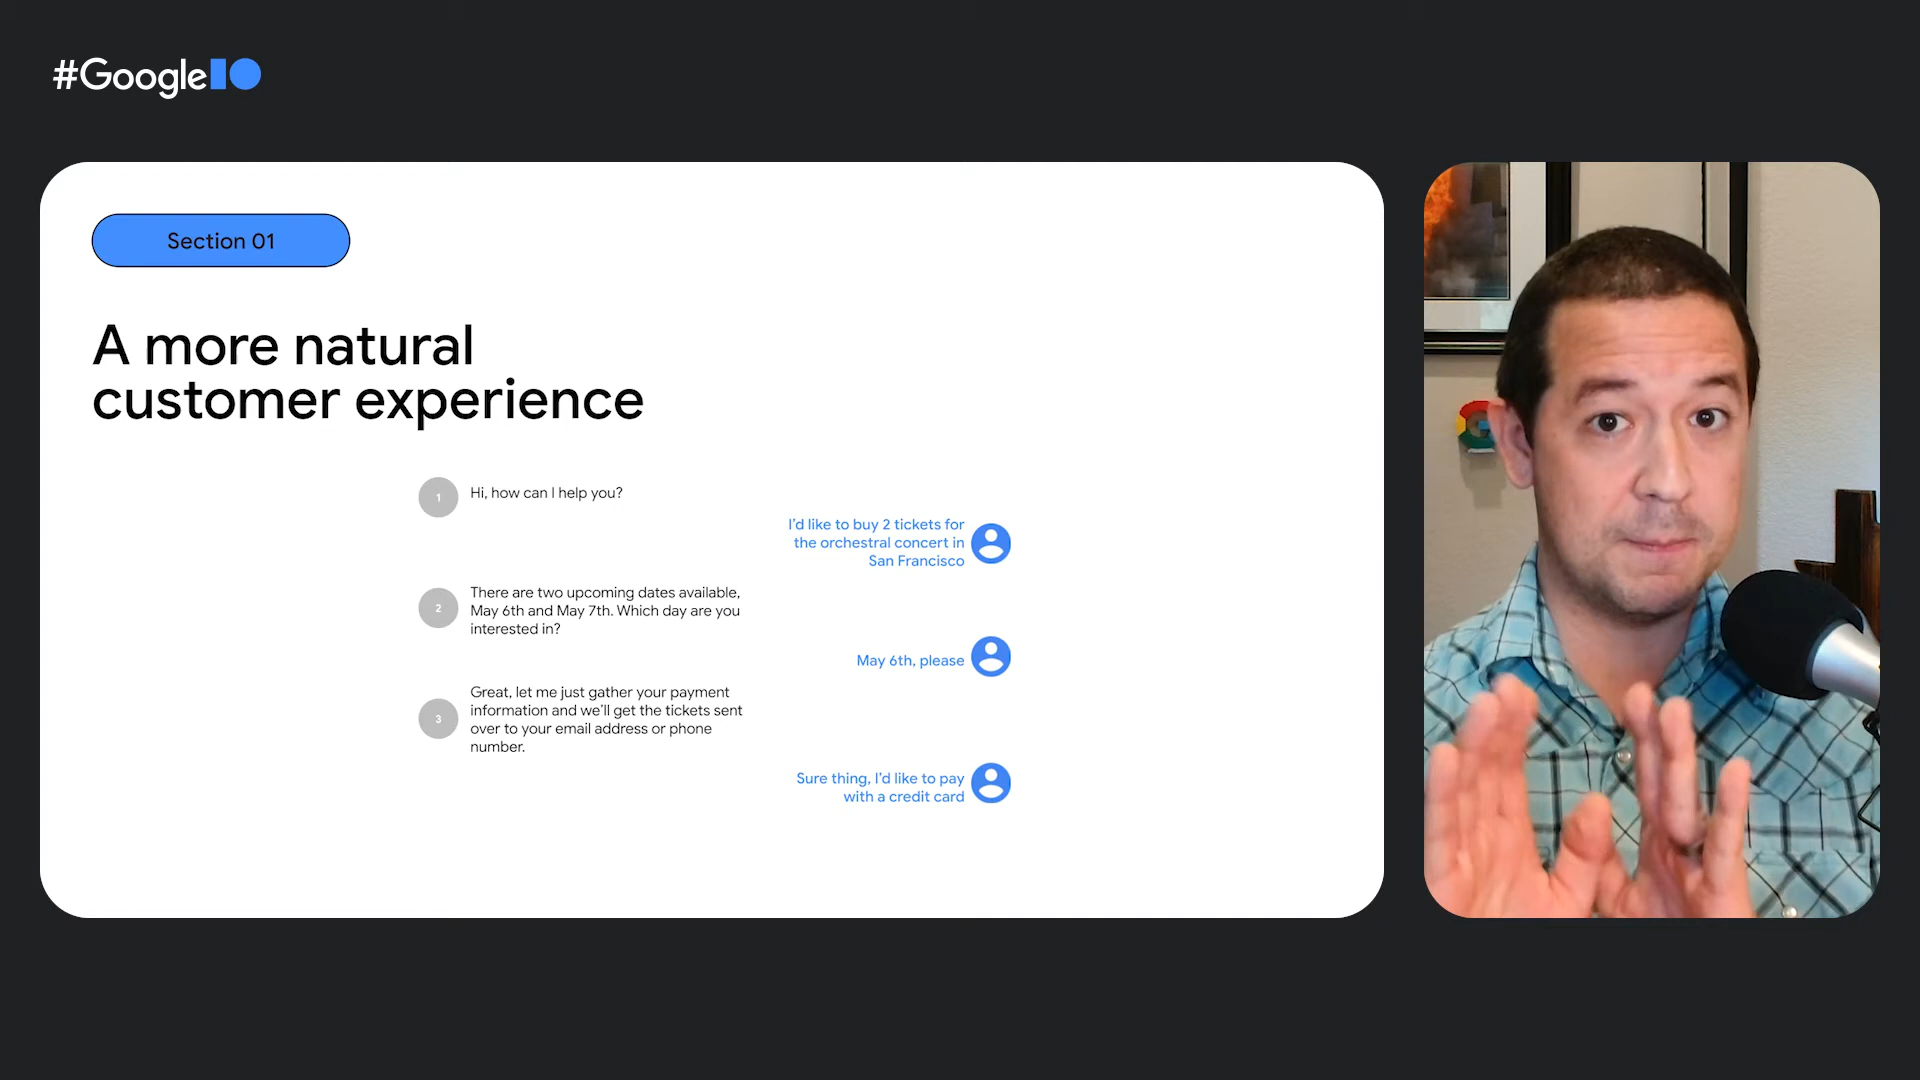 #GoogleIO
Section 01
A more natural
customer experience
1
Hi, how can I help you?
I'd like to buy 2 tickets for
the orchestral concert in
San Francisco
2
There are two upcoming dates available,
May 6th and May 7th. Which day are you
interested in?
May 6th, please
3
Great, let me just gather your payment
information and we'll get the tickets sent
over to your email address or phone
number.
Sure thing, I'd like to pay
with a credit card